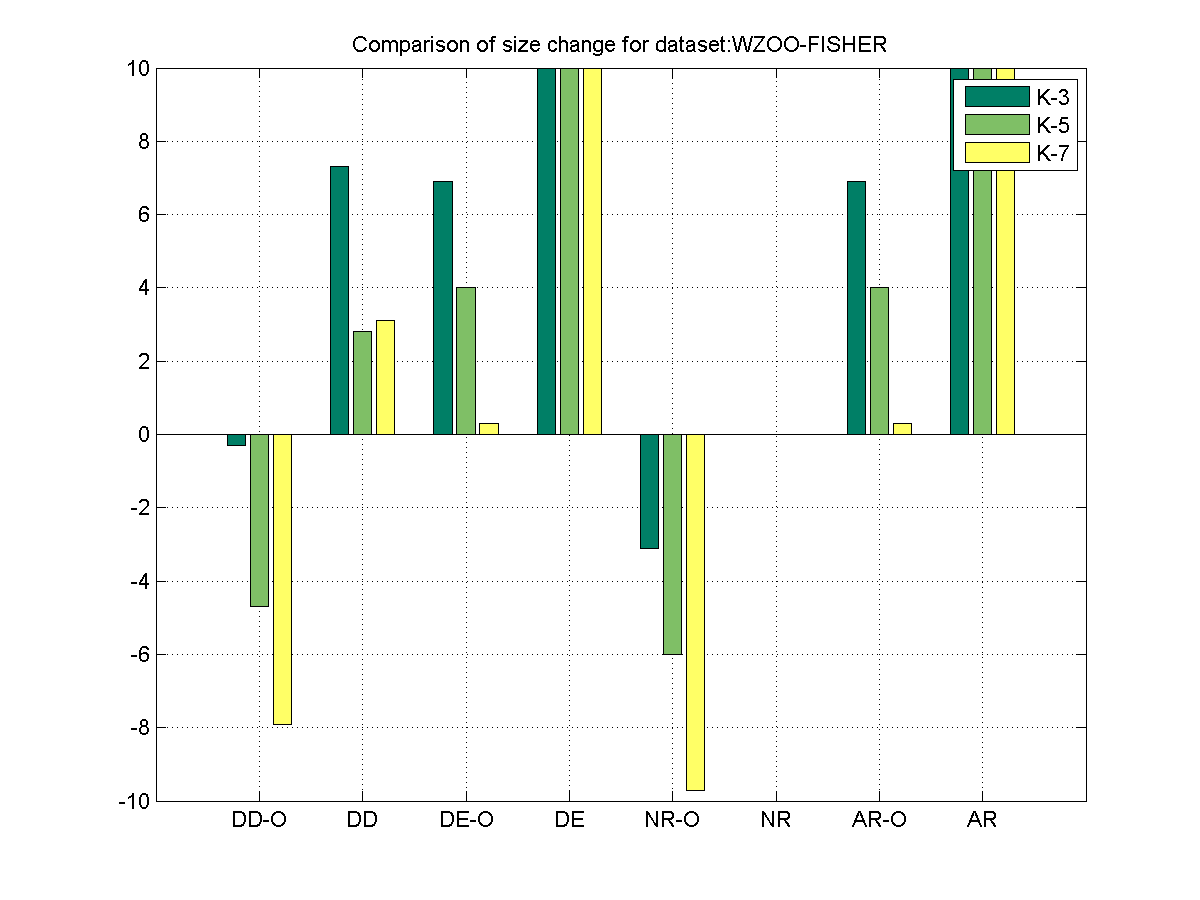 Comparison of size change for dataset:WZOO-FISHER
10
8
6
4
2
0
-2
-4
-6
-8
-10
K-3
K-5
K-7
DD-O DD DE-O DE NR-O NR AR-O AR